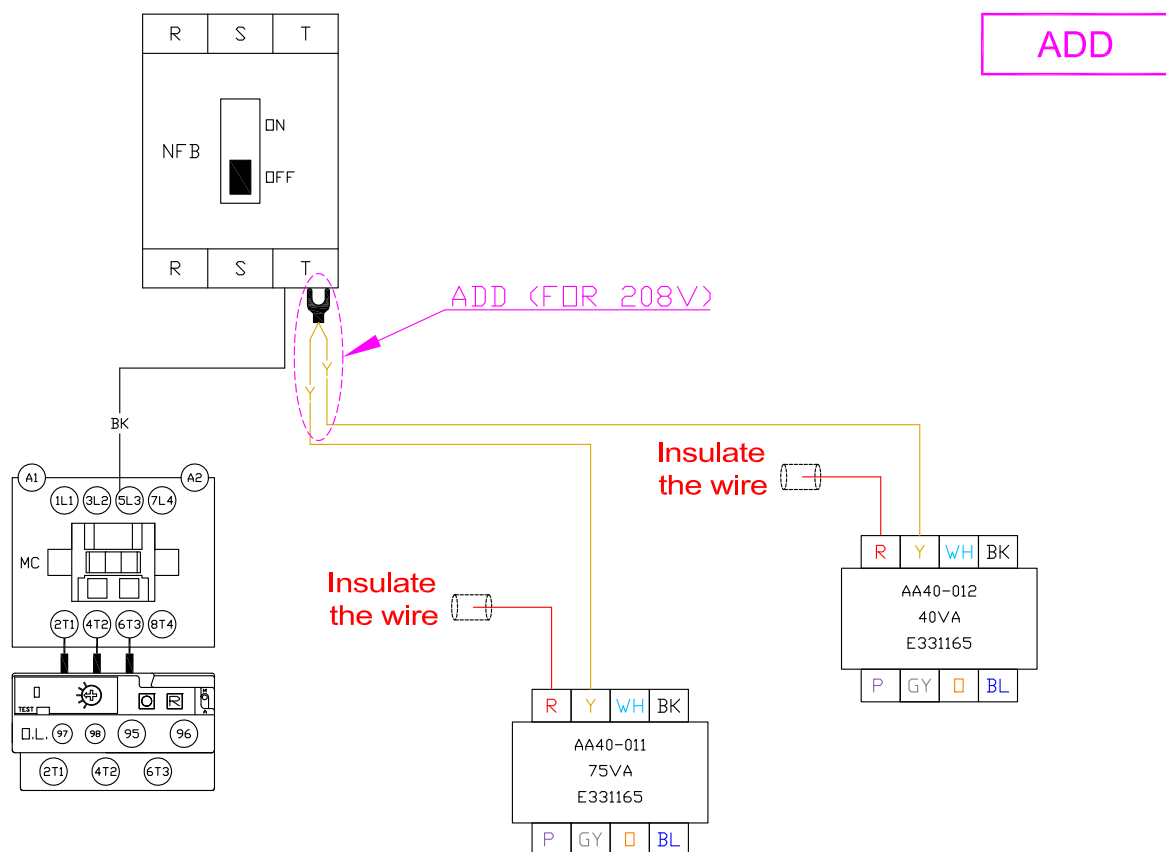 R S T
ADD
ON
NFB
OFF
R S T
ADD (FOR 208V)
Y
Y
BK
Insulate
the wire
A1 A2
1L1 3L2 5L3 7L4
R Y WH BK
MC
AA40-012
40VA
E331165
Insulate
the wire
2T1 4T2 6T3 8T4
P GY O BL
R Y WH BK
TEST
R
H
A
O.L. 97 98 95 96
AA40-011
75VA
E331165
2T1 4T2 6T3
P GY O BL